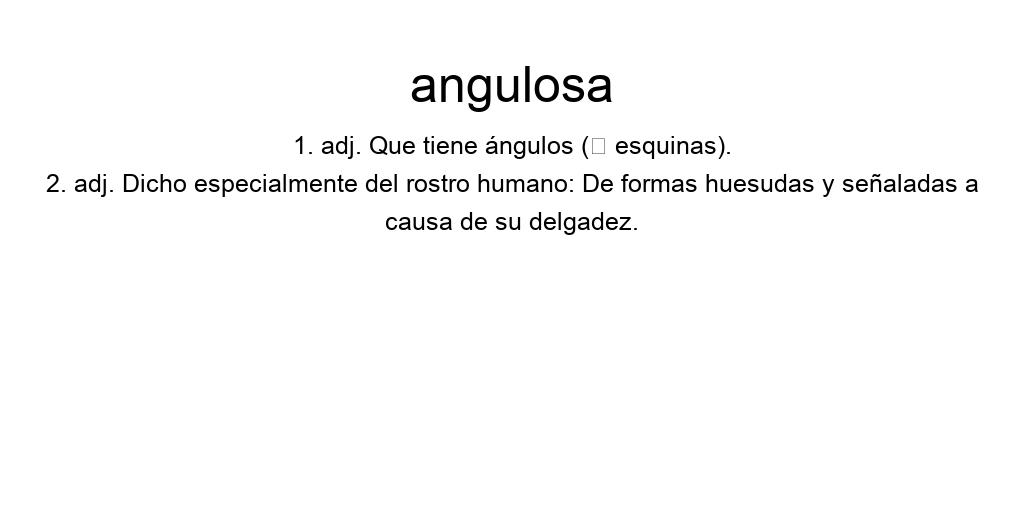 angulosa
1. adj. Que tiene ángulos (□ esquinas).
2. adj. Dicho especialmente del rostro humano: De formas huesudas y señaladas a
causa de su delgadez.